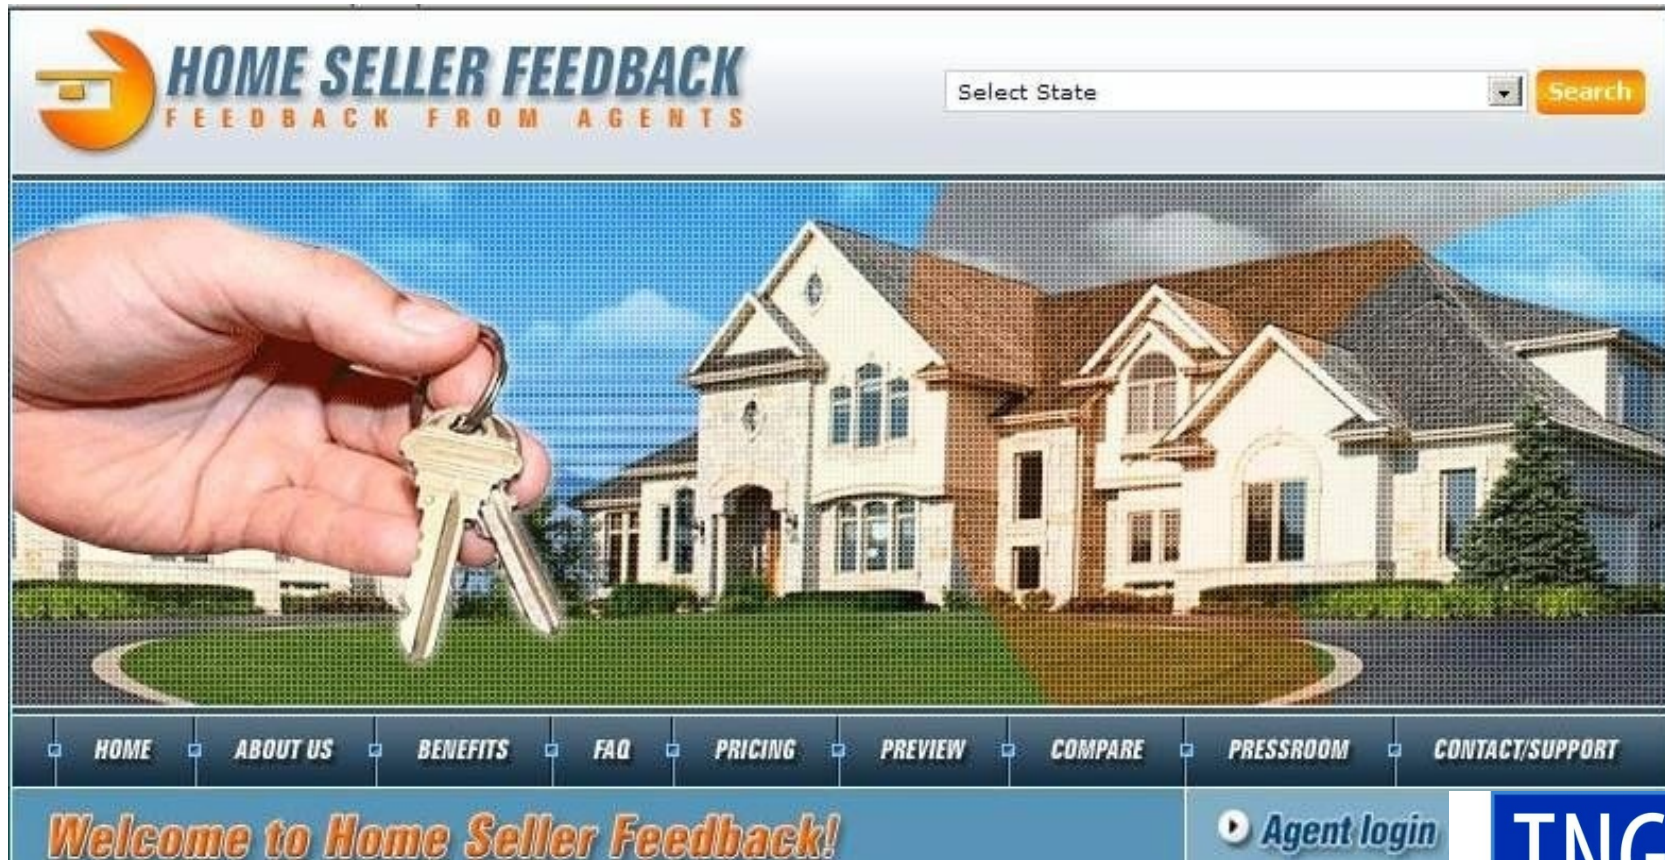 HOME SELLER FEEDBACK
FEEDBACK FROM AGENTS
Select State
Search
HOME
ABOUT US
BENEFITS
FAQ
PRICING
PREVIEW
COMPARE
PRESSROOM
CONTACT/SUPPORT
Welcome to Home Seller Feedback!
Agent login